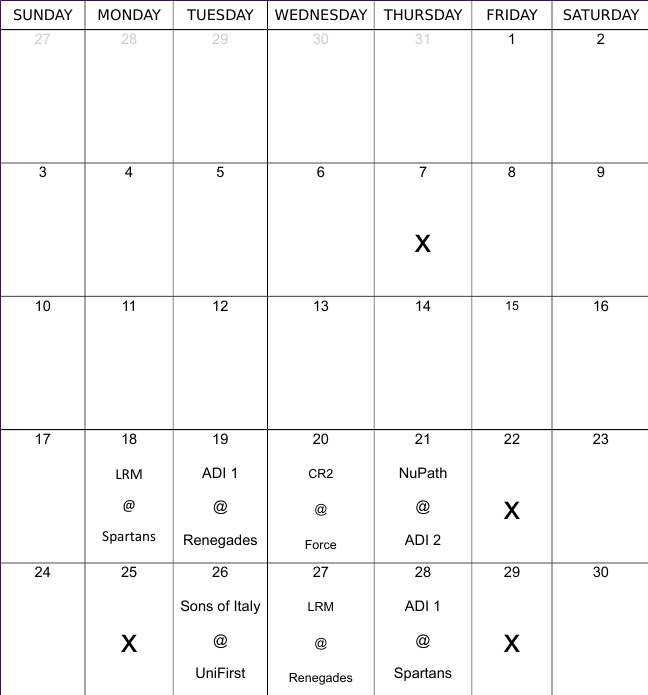 SUNDAY MONDAY TUESDAY WEDNESDAY THURSDAY FRIDAY SATURDAY
27 28 29 30 31 1 2
3 4 5 6 7 8 9
X
10 11 12 13 14 15 16
17 18 19 20 21 22 23
LRM ADI 1 CR2 NuPath
@ @ @ @ X
Spartans Renegades Force ADI 2
24 25 26 27 28 29 30
Sons of Italy LRM ADI 1
X @ @ @ X
UniFirst Renegades Spartans